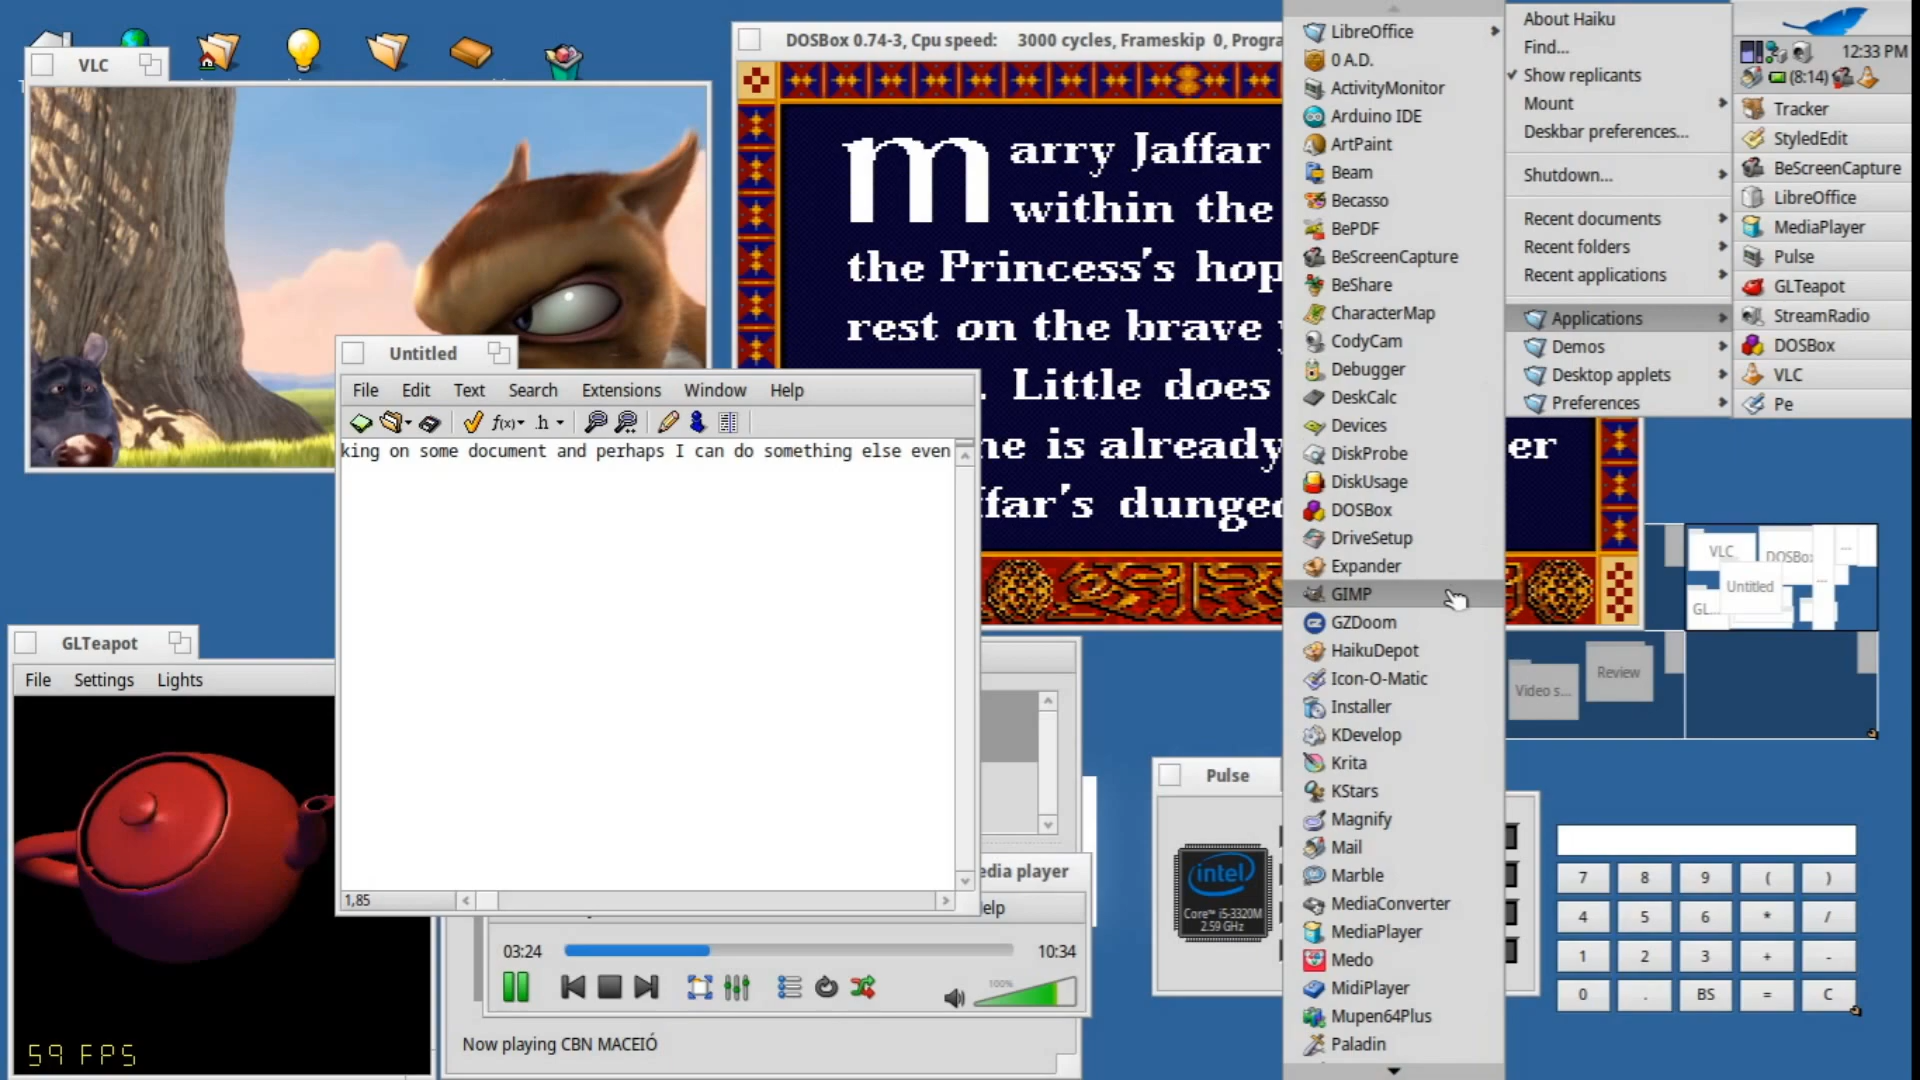 VLC
DOSBox 0.74-3, Cpu speed: 3000 cycles, Frameskip 0, Progra
Marry Jaffar
within the
the Princess's hop
rest on the brave
. Little does
ne is already
er
ffar's dunge
Untitled
File Edit Text Search Extensions Window Help
f(x) .h
king on some document and perhaps I can do something else even
1,85
GLTeapot
File Settings Lights
59 FPS
edia player
elp
03:24
10:34
100%
Now playing CBN MACEIÓ
Pulse
intel
Core™ i5-3320M
2.59 GHz
LibreOffice
0 A.D.
ActivityMonitor
Arduino IDE
ArtPaint
Beam
Becasso
BePDF
BeScreenCapture
BeShare
CharacterMap
CodyCam
Debugger
DeskCalc
Devices
DiskProbe
DiskUsage
DOSBox
DriveSetup
Expander
GIMP
GZDoom
HaikuDepot
Icon-O-Matic
Installer
KDevelop
Krita
KStars
Magnify
Mail
Marble
MediaConverter
MediaPlayer
Medo
MidiPlayer
Mupen64Plus
Paladin
About Haiku
Find...
Show replicants
Mount
Deskbar preferences...
Shutdown...
Recent documents
Recent folders
Recent applications
Applications
Demos
Desktop applets
Preferences
12:33 PM
(8:14)
Tracker
StyledEdit
BeScreenCapture
LibreOffice
MediaPlayer
Pulse
GLTeapot
StreamRadio
DOSBox
VLC
Pe
VLC
DOSBo
...
Untitled
...
GL...
Video s...
Review
7 8 9 ( )
4 5 6 * /
1 2 3 + -
0 . BS = C